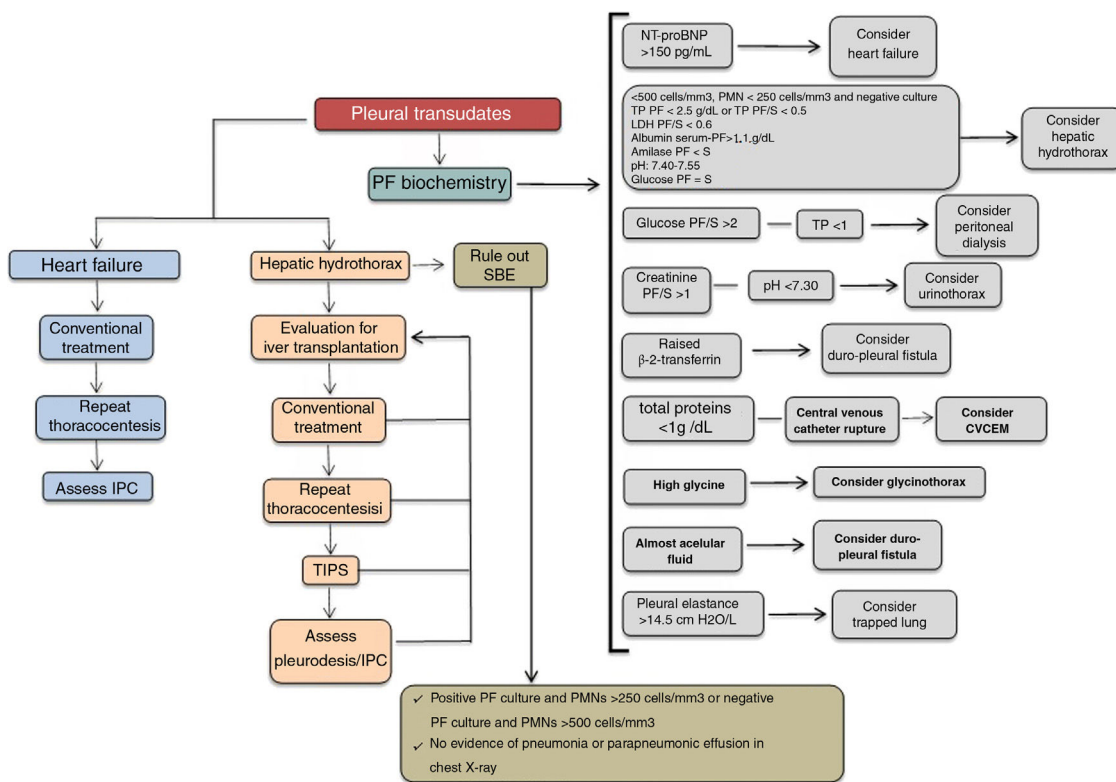 Pleural transudates
PF biochemistry
Heart failure
Conventional
treatment
Repeat
thoracocentesis
Assess IPC
Hepatic hydrothorax
Rule out
SBE
Evaluation for
iver transplantation
Conventional
treatment
Repeat
thoracocentesisi
TIPS
Assess
pleurodesis/IPC
✓ Positive PF culture and PMNs >250 cells/mm3 or negative
PF culture and PMNs >500 cells/mm3
✓ No evidence of pneumonia or parapneumonic effusion in
chest X-ray
NT-proBNP
>150 pg/mL
Consider
heart failure
<500 cells/mm3, PMN < 250 cells/mm3 and negative culture
TP PF < 2.5 g/dL or TP PF/S < 0.5
LDH PF/S < 0.6
Albumin serum-PF>1.1.g/dL
Amilase PF < S
pH: 7.40-7.55
Glucose PF = S
Consider
hepatic
hydrothorax
Glucose PF/S >2
TP <1
Consider
peritoneal
dialysis
Creatinine
PF/S >1
pH <7.30
Consider
urinothorax
Raised
β-2-transferrin
Consider
duro-pleural fistula
total proteins
<1g /dL
Central venous
catheter rupture
Consider
CVCEM
High glycine
Consider glycinothorax
Almost acelular
fluid
Consider duro-
pleural fistula
Pleural elastance
>14.5 cm H2O/L
Consider
trapped lung